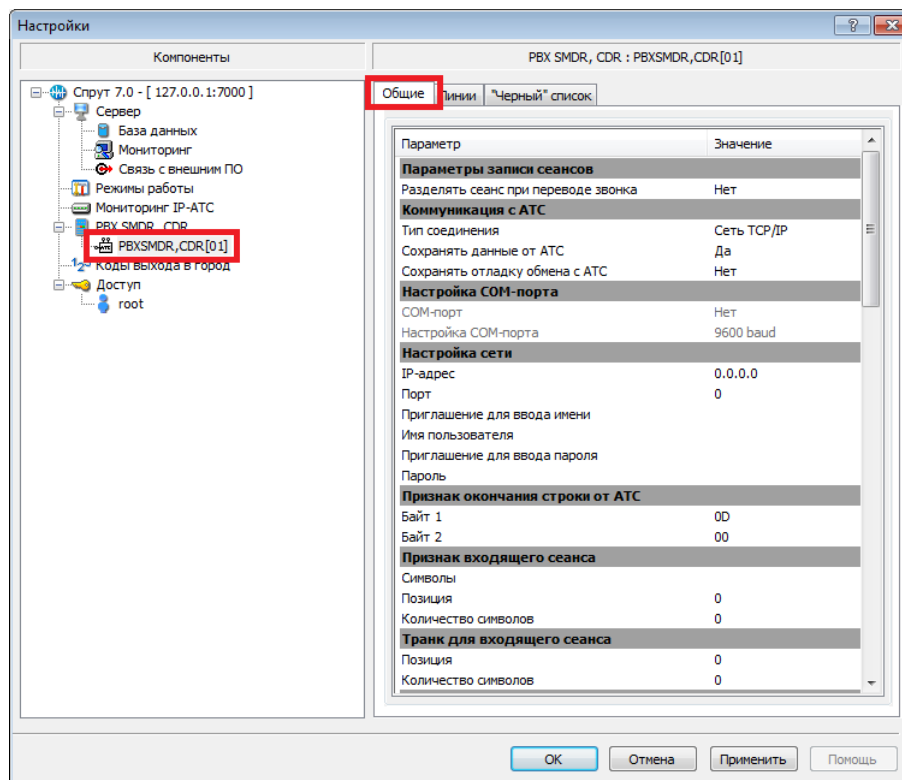 Настройки
Компоненты
PBX SMDR, CDR : PBXSMDR,CDR[01]
Спрут 7.0 - [ 127.0.0.1:7000 ]
Сервер
База данных
Мониторинг
Связь с внешним ПО
Режимы работы
Мониторинг IP-АТС
PBX SMDR, CDR
PBXSMDR,CDR[01]
Коды выхода в город
Доступ
root
Общие Линии "Черный" список
Параметр Значение
Параметры записи сеансов
Разделять сеанс при переводе звонка Нет
Коммуникация с АТС
Тип соединения Сеть TCP/IP
Сохранять данные от АТС Да
Сохранять отладку обмена с АТС Нет
Настройка COM-порта
COM-порт Нет
Настройка COM-порта 9600 baud
Настройка сети
IP-адрес 0.0.0.0
Порт 0
Приглашение для ввода имени
Имя пользователя
Приглашение для ввода пароля
Пароль
Признак окончания строки от АТС
Байт 1 0D
Байт 2 00
Признак входящего сеанса
Символы
Позиция 0
Количество символов 0
Транк для входящего сеанса
Позиция 0
Количество символов 0
ОК Отмена Применить Помощь